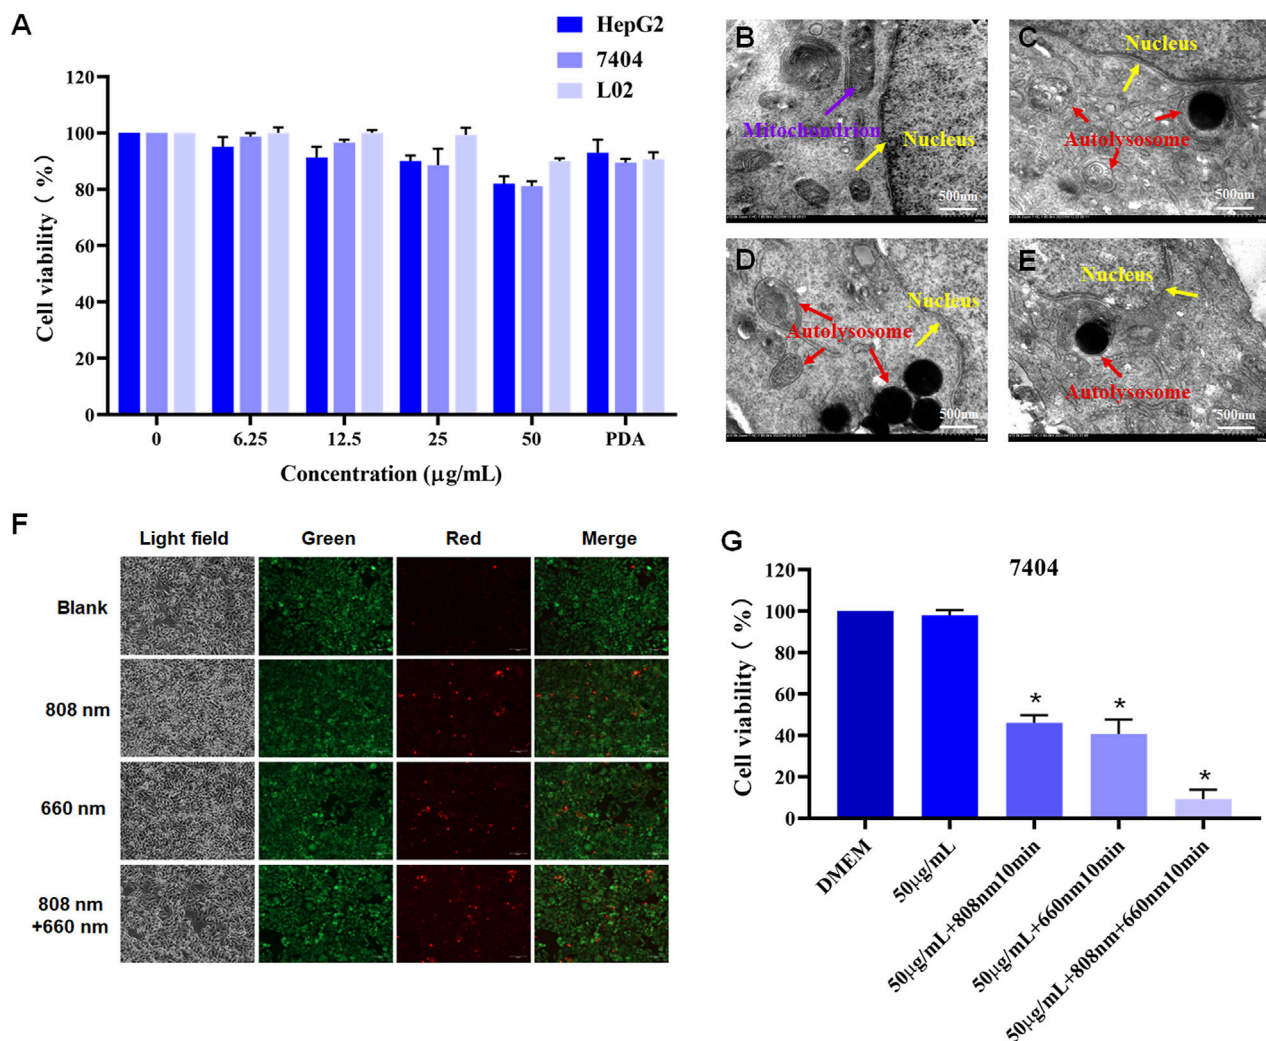 A
HepG2
7404
L02
Cell viability ( %)
120
100
80
60
40
20
0
0 6.25 12.5 25 50 PDA
Concentration (μg/mL)
B
Mitochondrion
Nucleus
500nm
C
Nucleus
Autolysosome
500nm
D
Nucleus
Autolysosome
500nm
E
Nucleus
Autolysosome
500nm
F
Light field Green Red Merge
Blank
808 nm
660 nm
808 nm
+660 nm
G
7404
Cell viability ( %)
120
100
80
60
40
20
0
* * *
DMEM
50μg/mL
50μg/mL+808nm10min
50μg/mL+660nm10min
50μg/mL+808nm+660nm10min